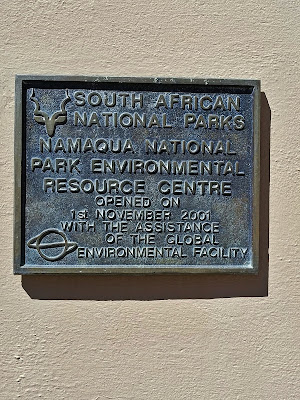 SOUTH AFRICAN
NATIONAL PARKS
NAMAQUA NATIONAL
PARK ENVIRONMENTAL
RESOURCE CENTRE
OPENED ON
1st NOVEMBER 2001
WITH THE ASSISTANCE
OF THE GLOBAL
ENVIRONMENTAL FACILITY